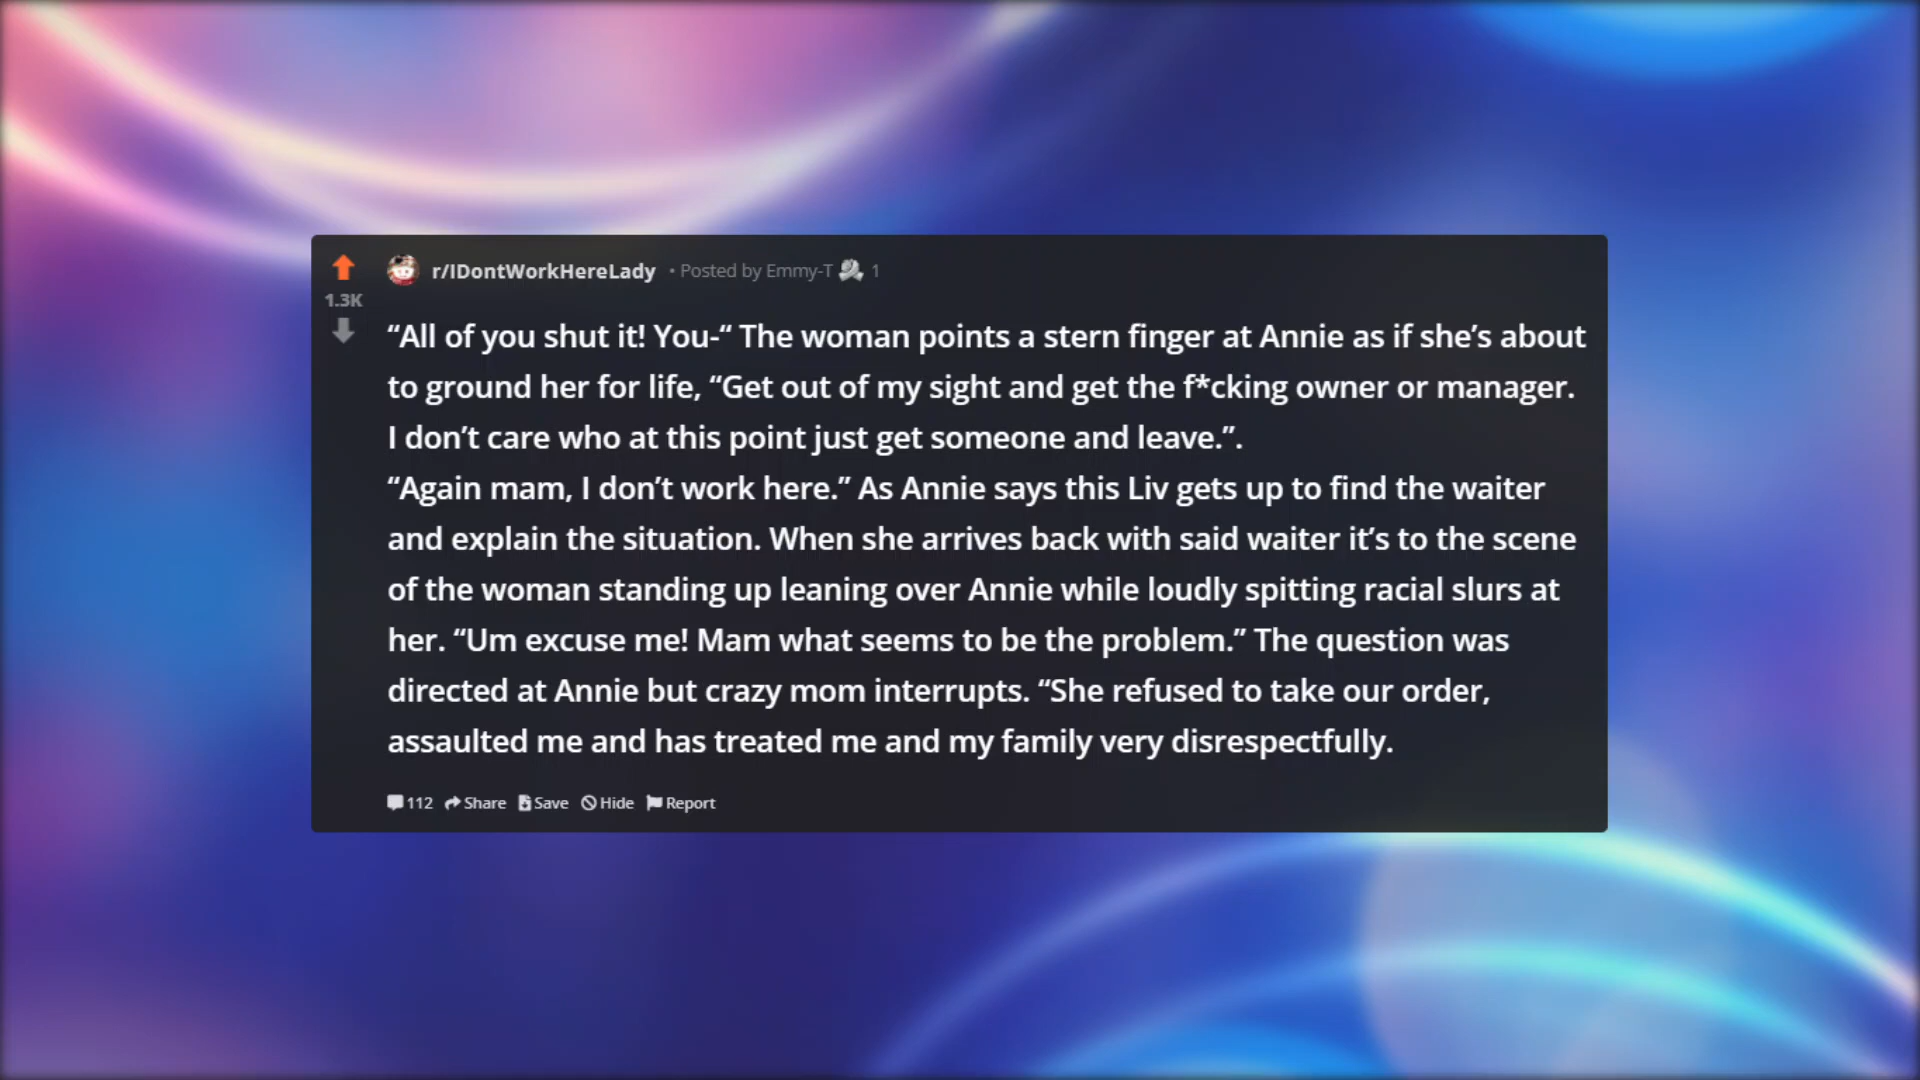 r/IDontWorkHereLady • Posted by Emmy-T 1
1.3K
“All of you shut it! You-“ The woman points a stern finger at Annie as if she’s about
to ground her for life, “Get out of my sight and get the f*cking owner or manager.
I don’t care who at this point just get someone and leave.”.
“Again mam, I don’t work here.” As Annie says this Liv gets up to find the waiter
and explain the situation. When she arrives back with said waiter it’s to the scene
of the woman standing up leaning over Annie while loudly spitting racial slurs at
her. “Um excuse me! Mam what seems to be the problem.” The question was
directed at Annie but crazy mom interrupts. “She refused to take our order,
assaulted me and has treated me and my family very disrespectfully.
112 Share Save Hide Report